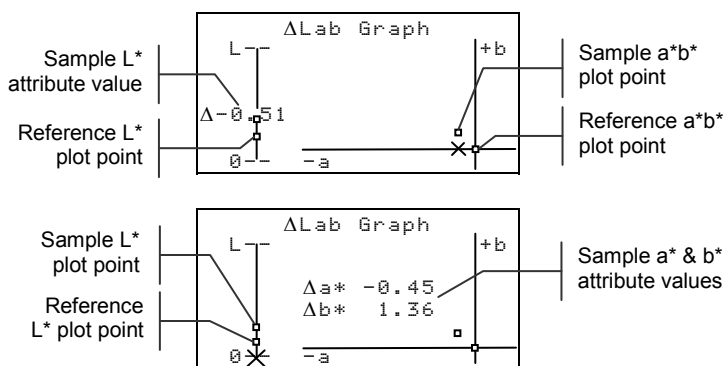 ΔLab Graph
Sample L*
attribute value
L--
+b
Sample a*b*
plot point
Δ-0.51
Reference L*
plot point
Reference a*b*
plot point
0--
-a
ΔLab Graph
Sample L*
plot point
L--
+b
Sample a* & b*
attribute values
Δa* -0.45
Δb* 1.36
Reference
L* plot point
0--
-a